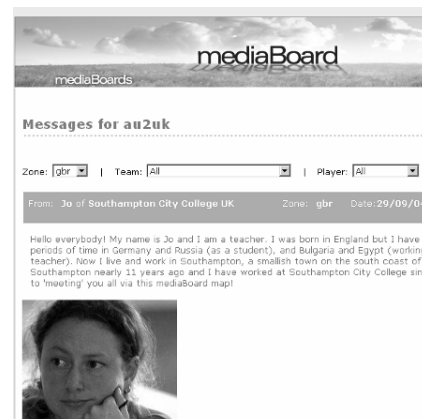 mediaBoard
mediaBoards
Messages for au2uk
Zone: gbr | Team: All | Player: All
From: Jo of Southampton City College UK Zone: gbr Date:29/09/0
Hello everybody! My name is Jo and I am a teacher. I was born in England but I have
periods of time in Germany and Russia (as a student), and Bulgaria and Egypt (workin
teacher). Now I live and work in Southampton, a smallish town on the south coast of
Southampton nearly 11 years ago and I have worked at Southampton City College sin
to 'meeting' you all via this mediaBoard map!